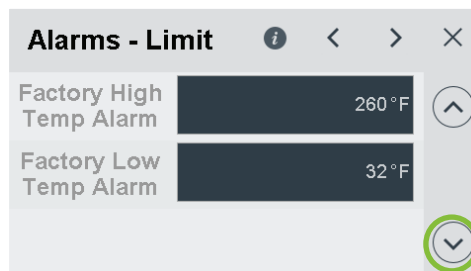 Alarms - Limit
Factory High
Temp Alarm
260°F
Factory Low
Temp Alarm
32°F